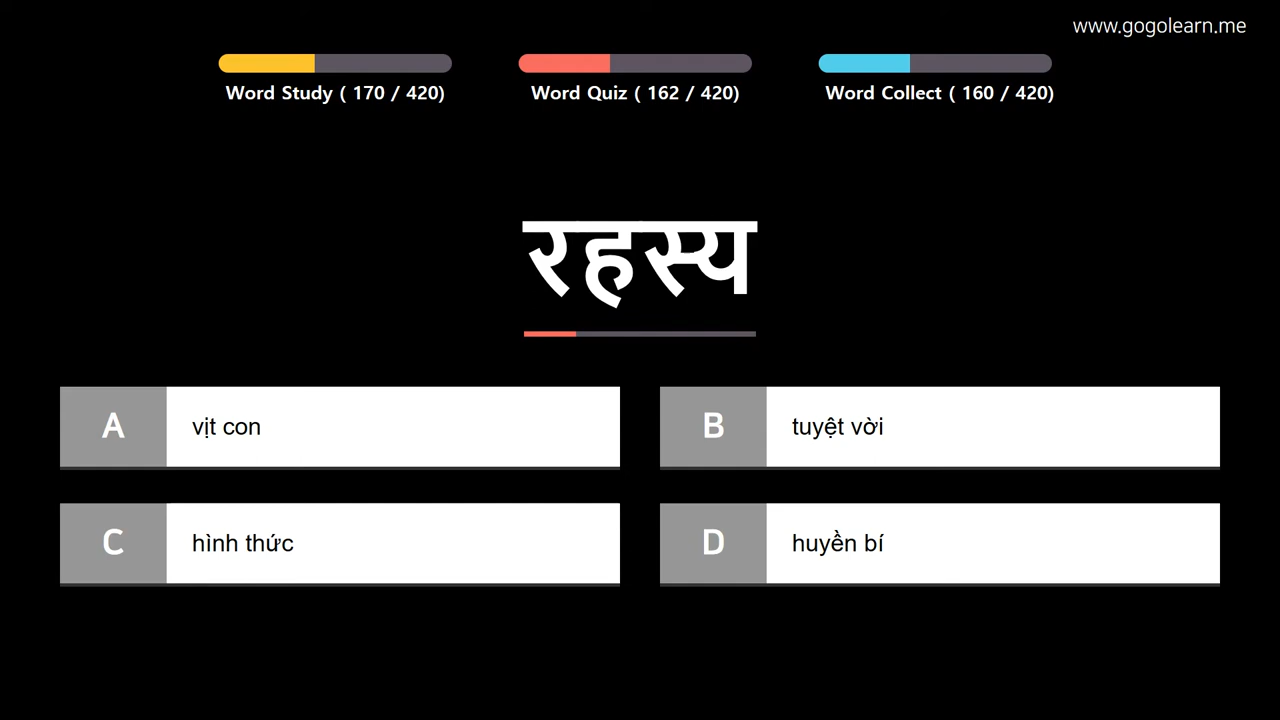 www.gogolearn.me
Word Study ( 170 / 420)
Word Quiz ( 162 / 420)
Word Collect ( 160 / 420)
रहस्य
A vịt con
B tuyệt vời
C hình thức
D huyền bí